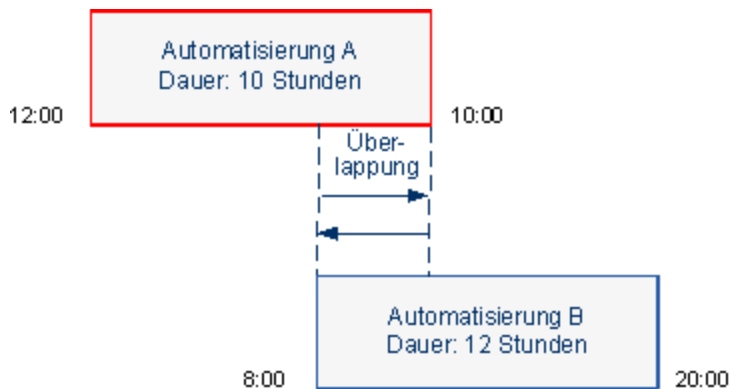 Automatisierung A
Dauer: 10 Stunden
12:00
10:00
Über-
lappung
Automatisierung B
Dauer: 12 Stunden
8:00
20:00